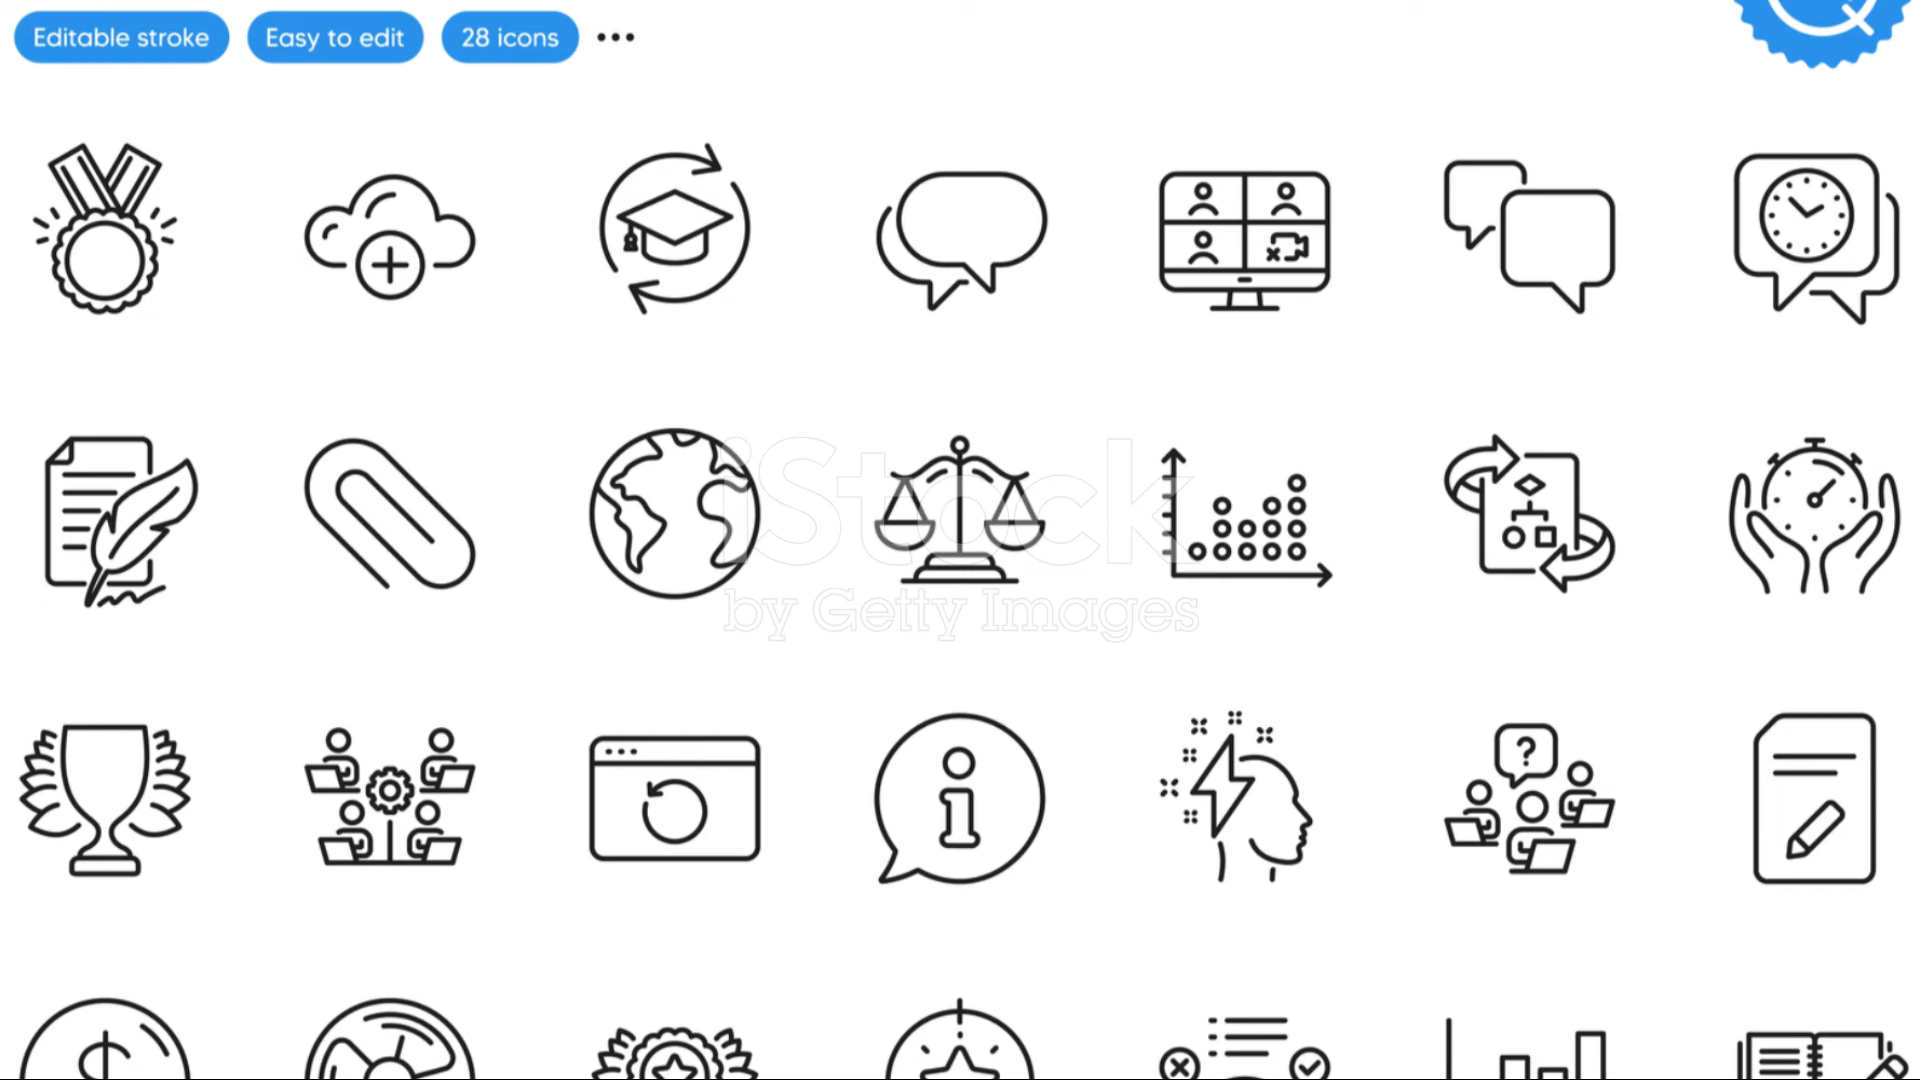 Editable stroke
Easy to edit
28 icons
iStock
by Getty Images
?
i
$